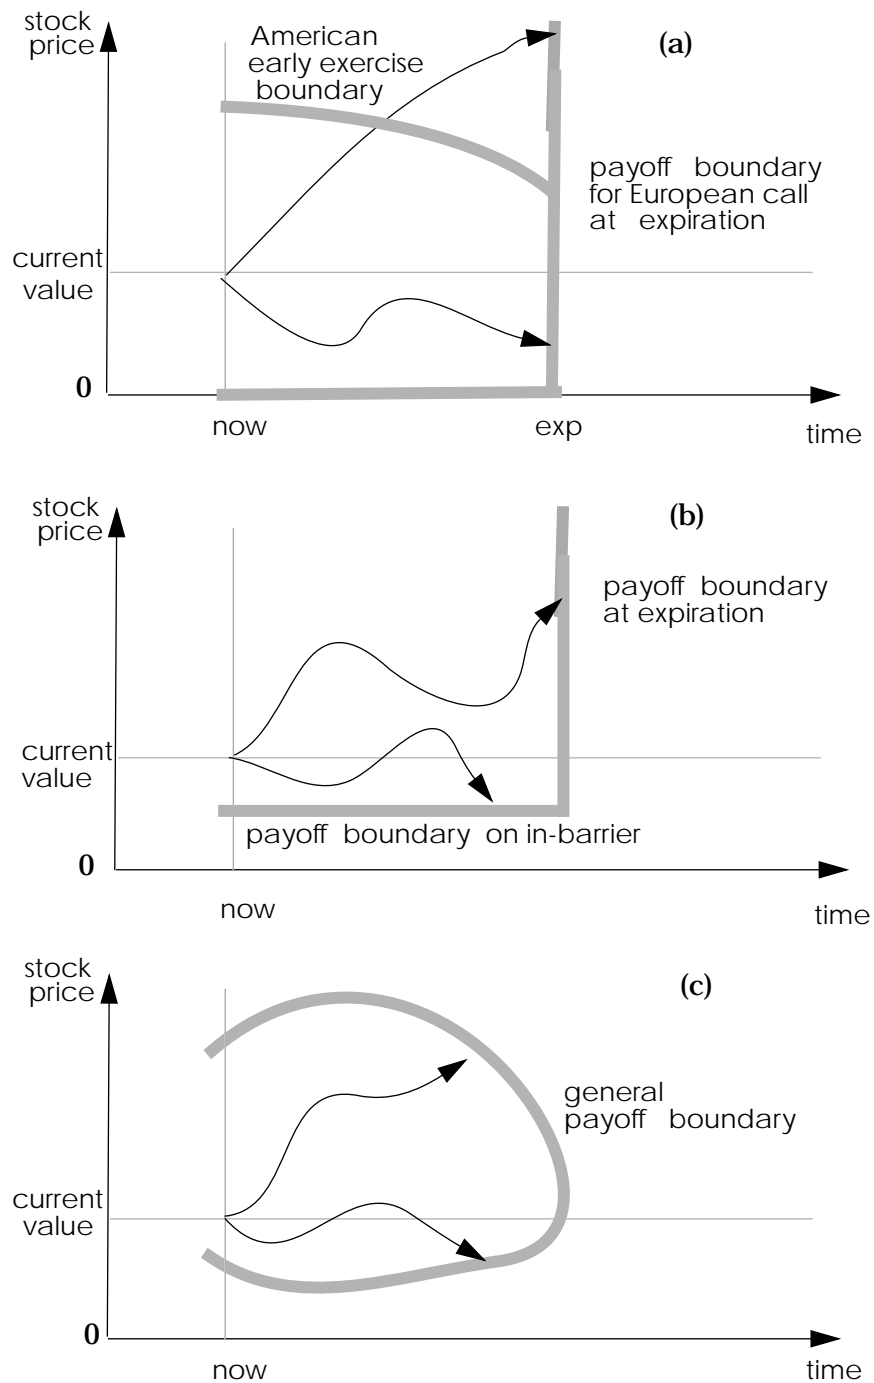 stock
price
American
early exercise
boundary
(a)
payoff boundary
for European call
at expiration
current
value
0
now
exp
time
stock
price
(b)
payoff boundary
at expiration
current
value
payoff boundary on in-barrier
0
now
time
stock
price
(c)
general
payoff boundary
current
value
0
now
time